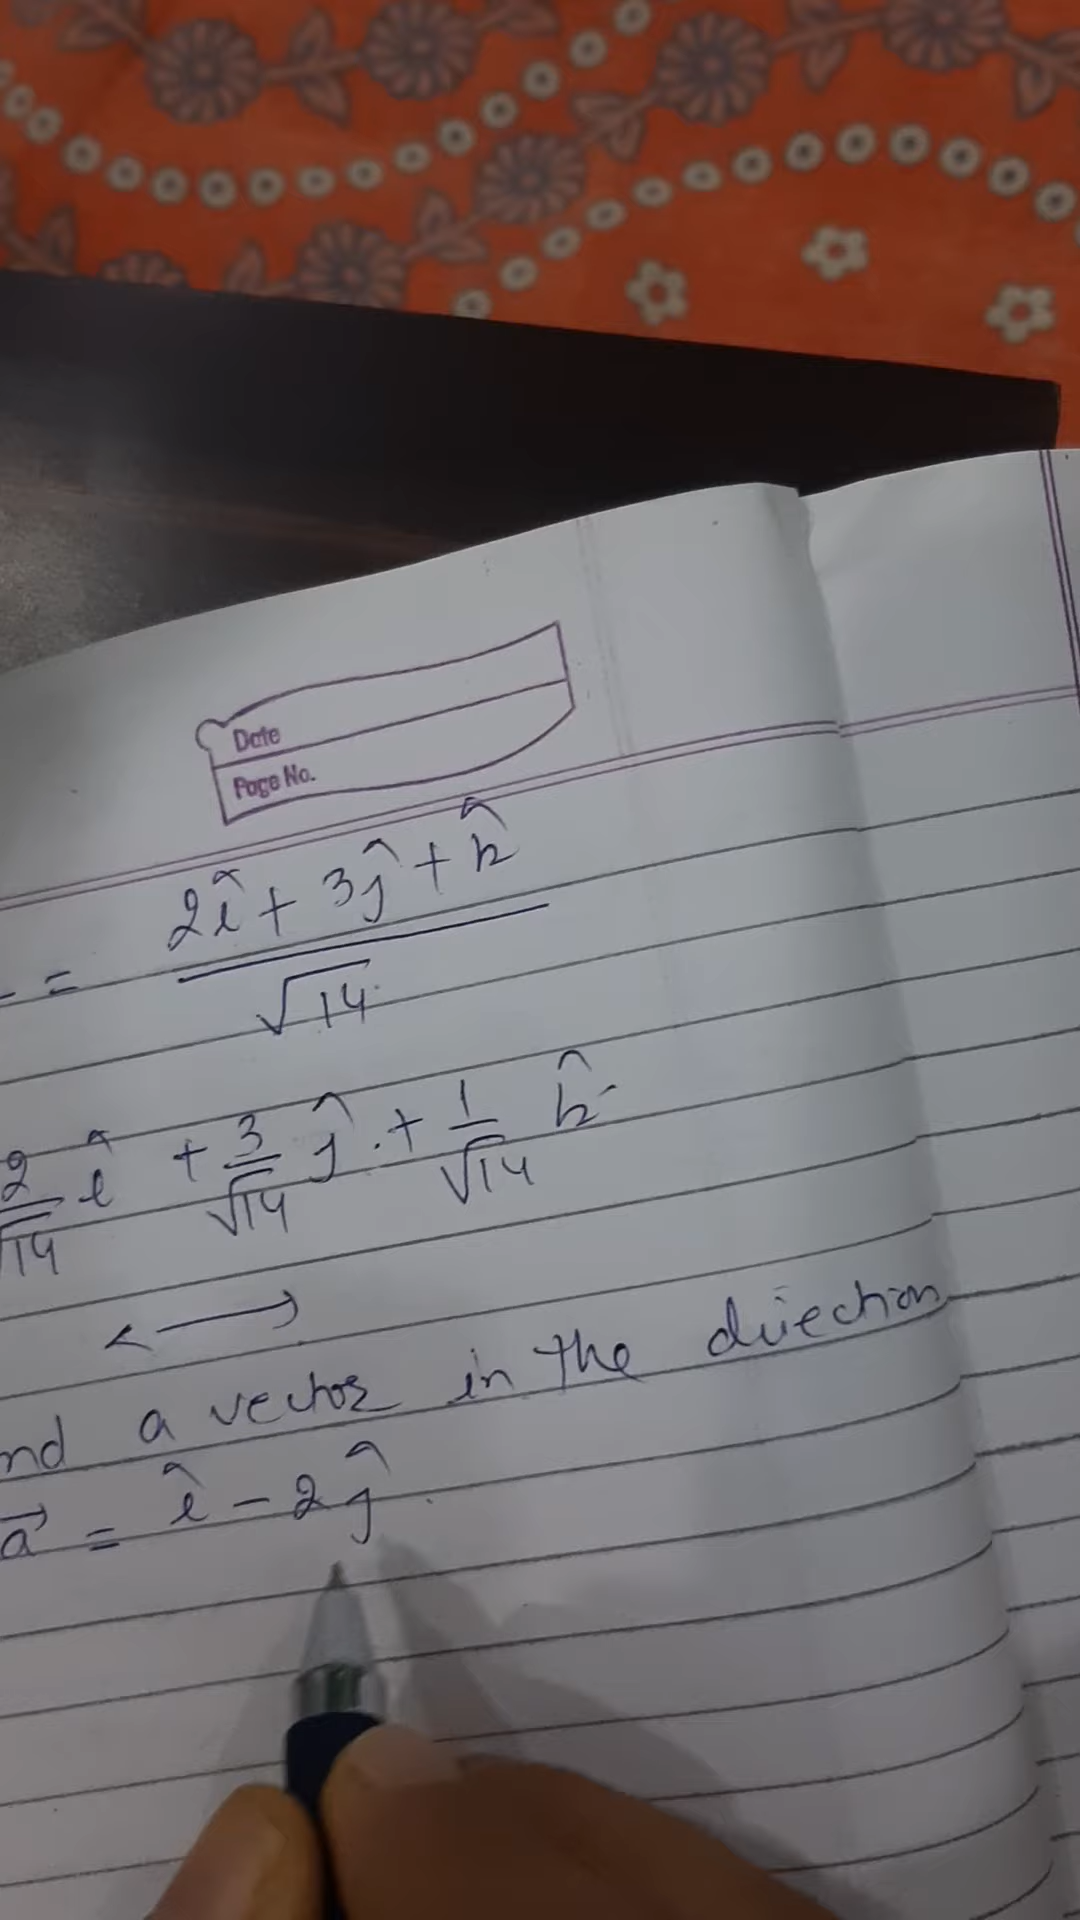 Date
Page No.
= 2î + 3ĵ + k̂
√14
2/√14 î + 3/√14 ĵ + 1/√14 k̂
nd a vector in the direction
a⃗ = î - 2ĵ